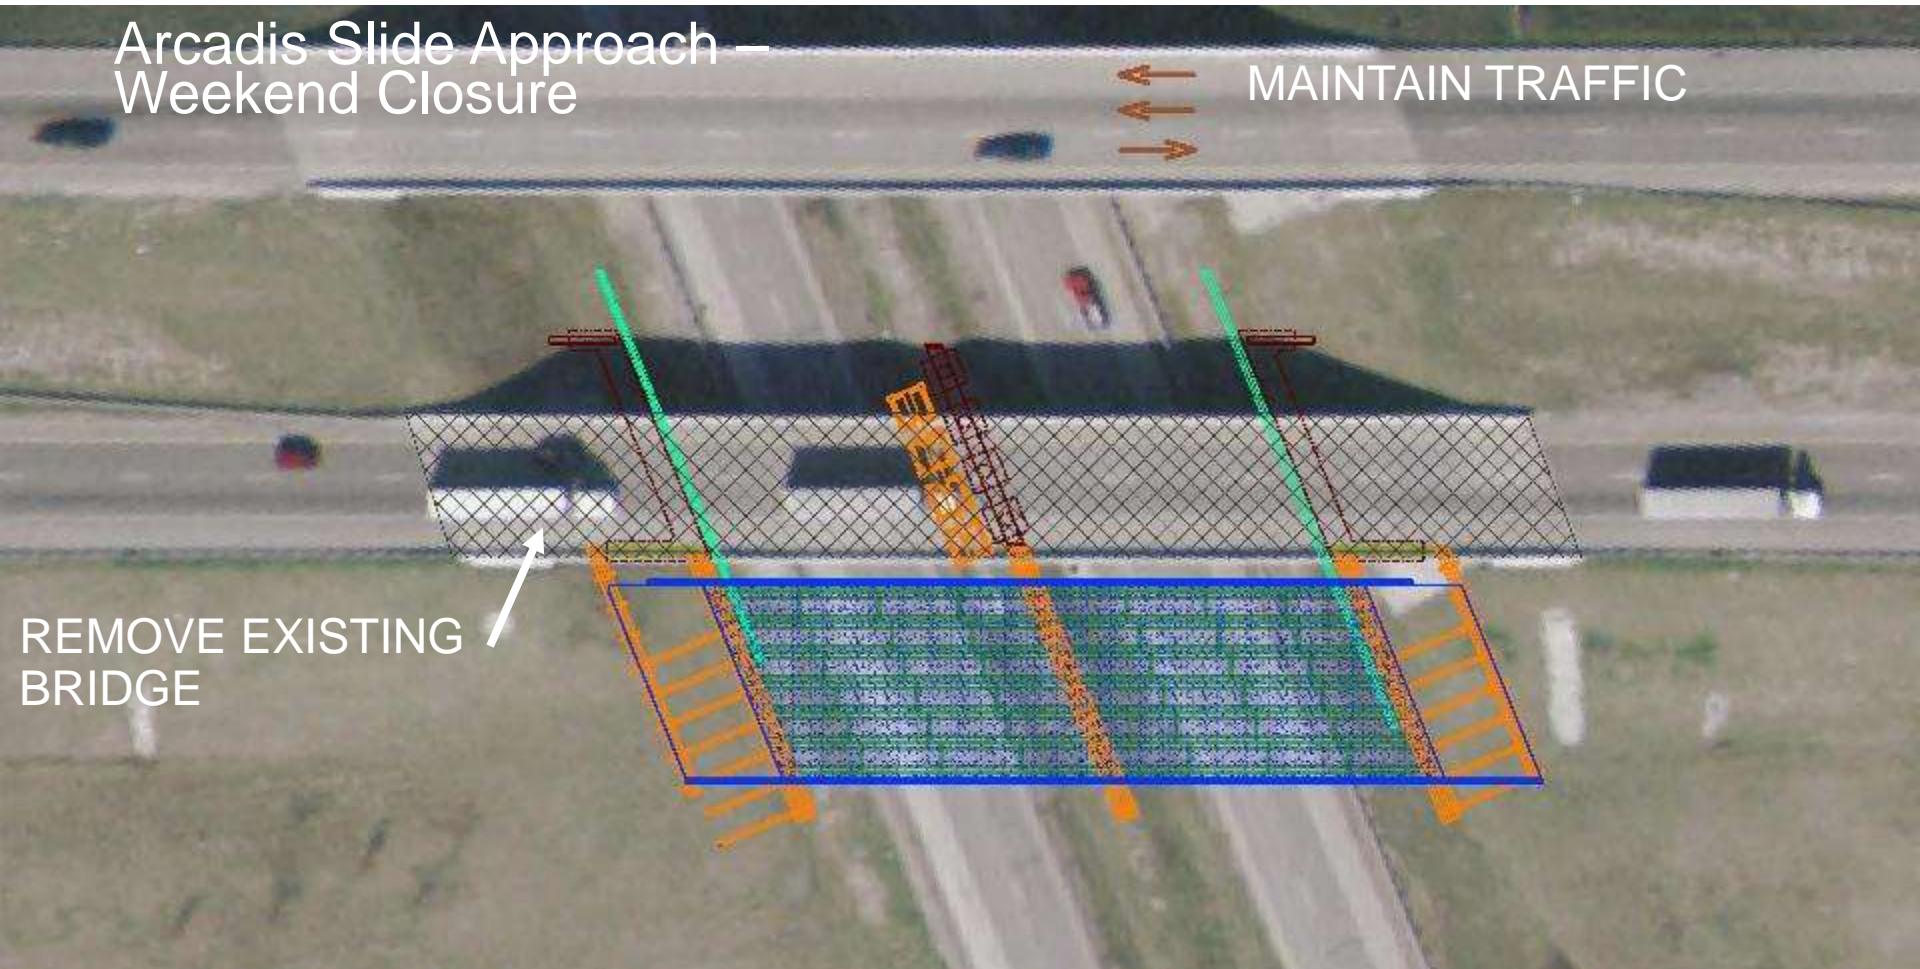 Arcadis Slide Approach –
Weekend Closure
MAINTAIN TRAFFIC
REMOVE EXISTING
BRIDGE